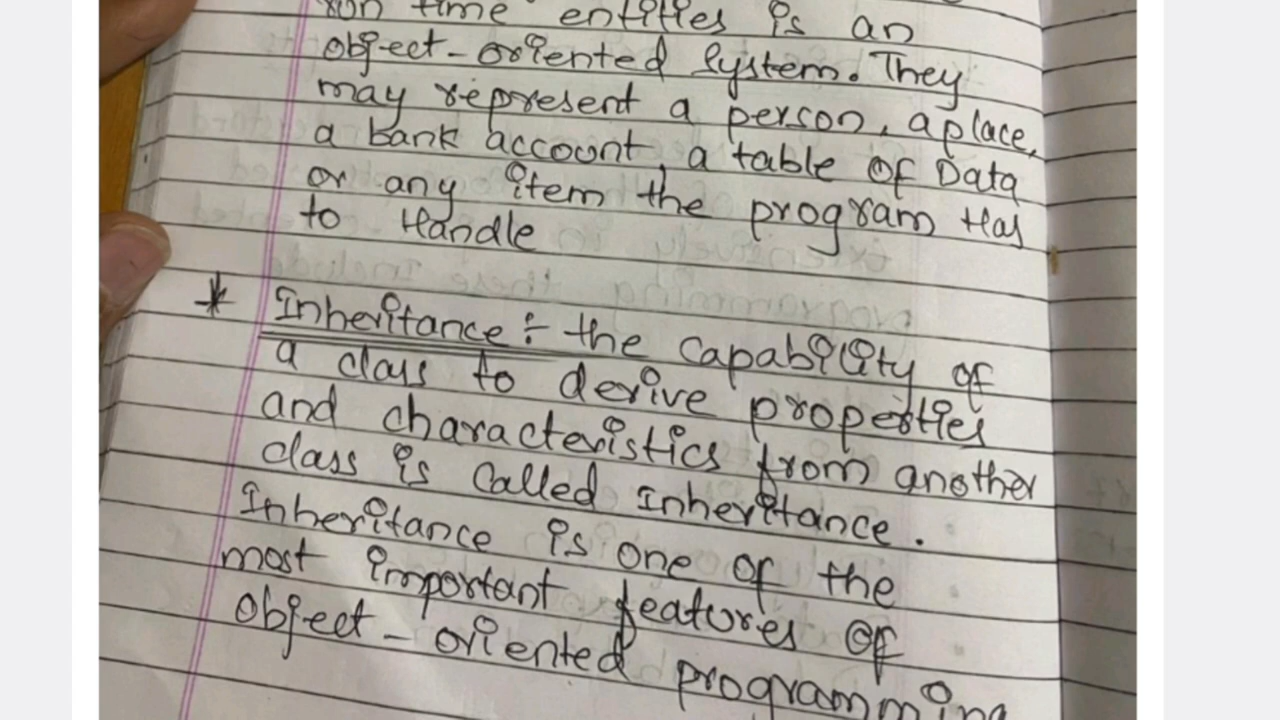 run time entities is an
object-oriented system. They
may represent a person, a place,
a bank account, a table of Data
or any item the program Has
to Handle
* Inheritance :- the capability of
a class to derive properties
and characteristics from another
class is called Inheritance.
Inheritance is one of the
most important features of
object-oriented programming